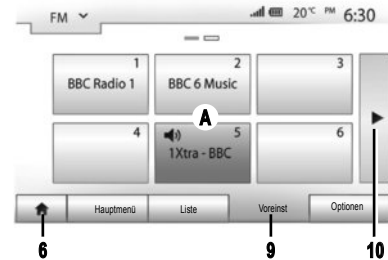 FM 20°C PM 6:30
1 2 3
BBC Radio 1 BBC 6 Music
A
4 5 6
1Xtra - BBC
Hauptmenü Liste Voreinst Optionen
6 9 10